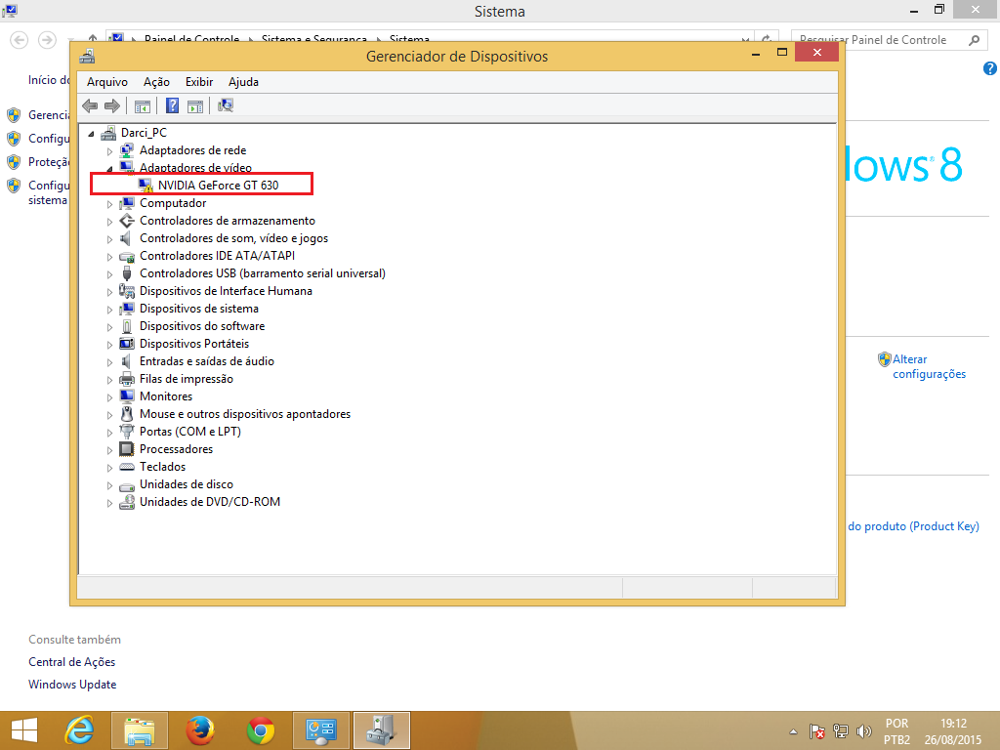 Sistema
Painel de Controle Sistema e Segurança Sistema
Pesquisar Painel de Controle
Gerenciador de Dispositivos
Arquivo Ação Exibir Ajuda
Início do
Gerencia
Configu
Proteção
Configu
sistema
Darci_PC
Adaptadores de rede
Adaptadores de vídeo
NVIDIA GeForce GT 630
Computador
Controladores de armazenamento
Controladores de som, vídeo e jogos
Controladores IDE ATA/ATAPI
Controladores USB (barramento serial universal)
Dispositivos de Interface Humana
Dispositivos de sistema
Dispositivos do software
Dispositivos Portáteis
Entradas e saídas de áudio
Filas de impressão
Monitores
Mouse e outros dispositivos apontadores
Portas (COM e LPT)
Processadores
Teclados
Unidades de disco
Unidades de DVD/CD-ROM
dows 8
Alterar
configurações
do produto (Product Key)
Consulte também
Central de Ações
Windows Update
POR
PTB2
19:12
26/08/2015